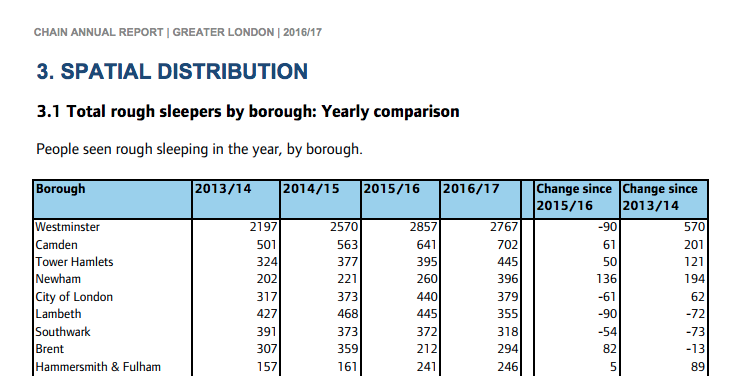 CHAIN ANNUAL REPORT | GREATER LONDON | 2016/17
3. SPATIAL DISTRIBUTION
3.1 Total rough sleepers by borough: Yearly comparison
People seen rough sleeping in the year, by borough.
Borough 2013/14 2014/15 2015/16 2016/17 Change since 2015/16 Change since 2013/14
Westminster 2197 2570 2857 2767 -90 570
Camden 501 563 641 702 61 201
Tower Hamlets 324 377 395 445 50 121
Newham 202 221 260 396 136 194
City of London 317 373 440 379 -61 62
Lambeth 427 468 445 355 -90 -72
Southwark 391 373 372 318 -54 -73
Brent 307 359 212 294 82 -13
Hammersmith & Fulham 157 161 241 246 5 89